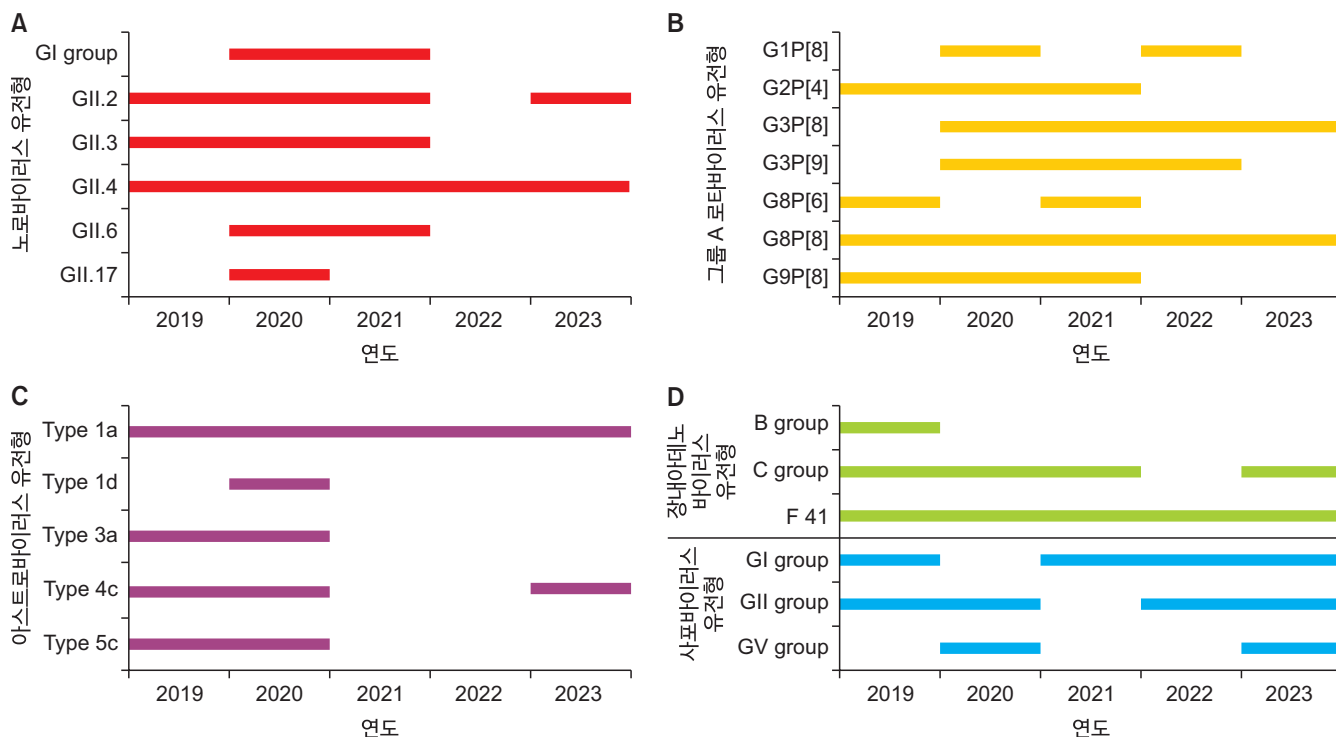 A
노로바이러스 유전형
GI group
GII.2
GII.3
GII.4
GII.6
GII.17
2019 2020 2021 2022 2023
연도
B
그룹 A 로타바이러스 유전형
G1P[8]
G2P[4]
G3P[8]
G3P[9]
G8P[6]
G8P[8]
G9P[8]
2019 2020 2021 2022 2023
연도
C
아스트로바이러스 유전형
Type 1a
Type 1d
Type 3a
Type 4c
Type 5c
2019 2020 2021 2022 2023
연도
D
장내아데노
바이러스
유전형
B group
C group
F 41
사포바이러스
유전형
GI group
GII group
GV group
2019 2020 2021 2022 2023
연도